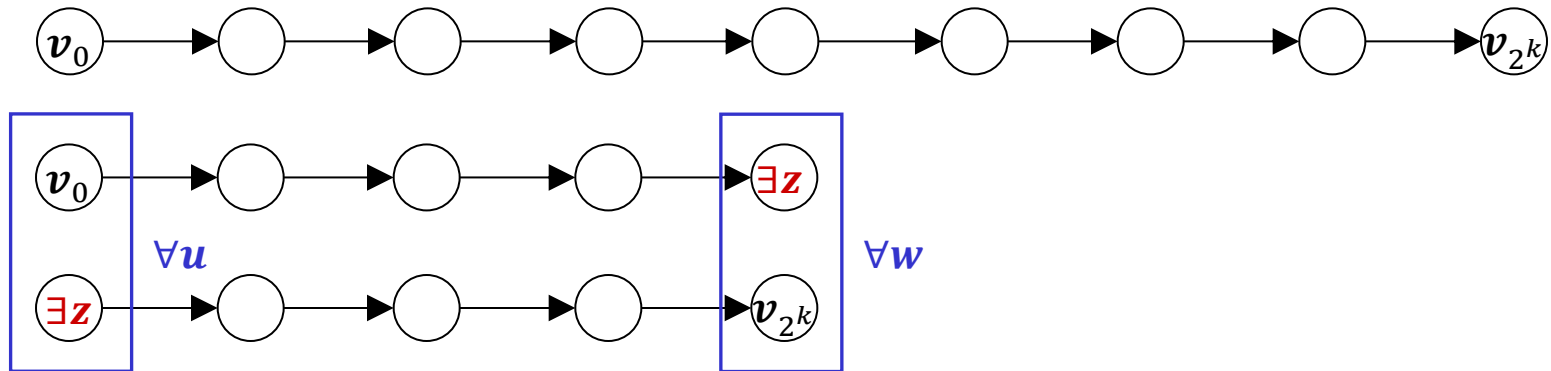 v₀ v₂ᵏ
v₀ ∃z
∀u ∀w
∃z v₂ᵏ